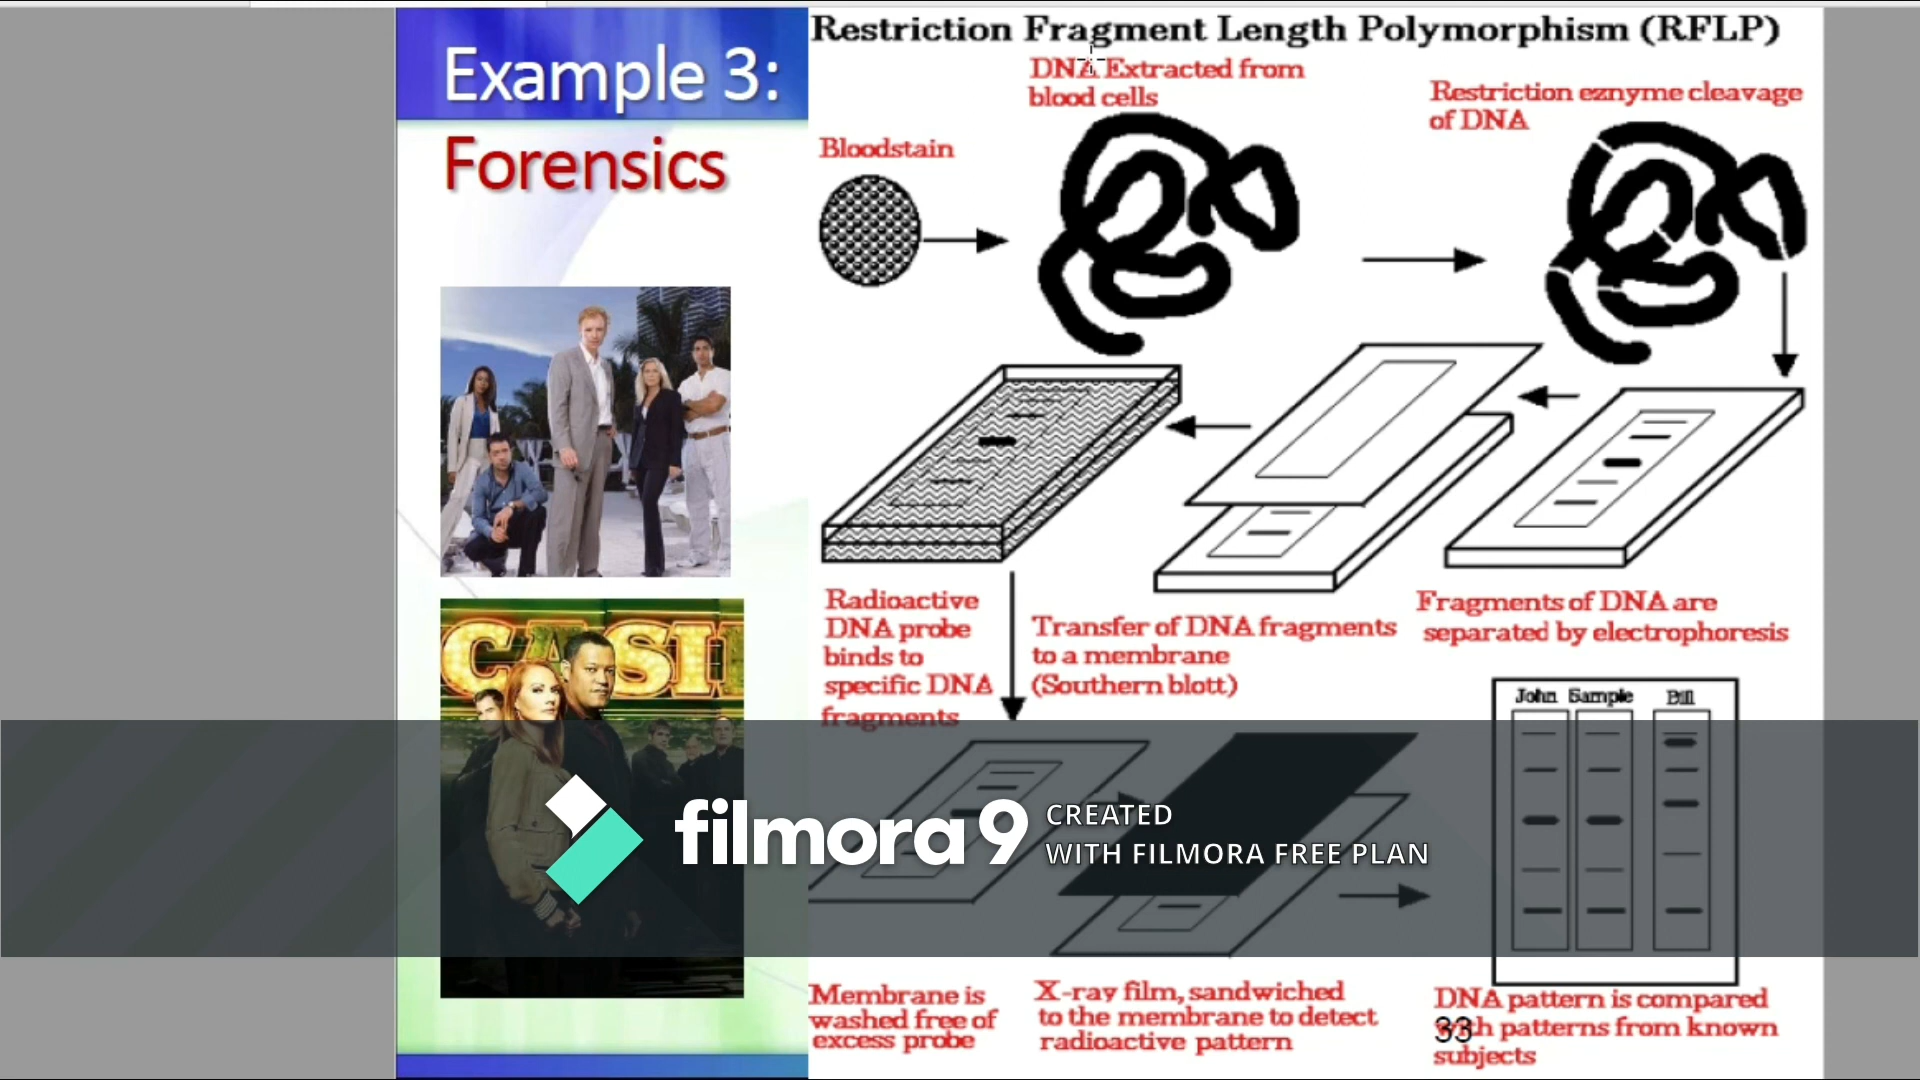 Example 3:
Forensics
Restriction Fragment Length Polymorphism (RFLP)
DNA Extracted from
blood cells
Restriction eznyme cleavage
of DNA
Bloodstain
Radioactive
DNA probe
binds to
specific DNA
fragments
Transfer of DNA fragments
to a membrane
(Southern blott)
Fragments of DNA are
separated by electrophoresis
John Sample Bill
CASI
filmora9
CREATED
WITH FILMORA FREE PLAN
Membrane is
washed free of
excess probe
X-ray film, sandwiched
to the membrane to detect
radioactive pattern
DNA pattern is compared
with patterns from known
subjects
33